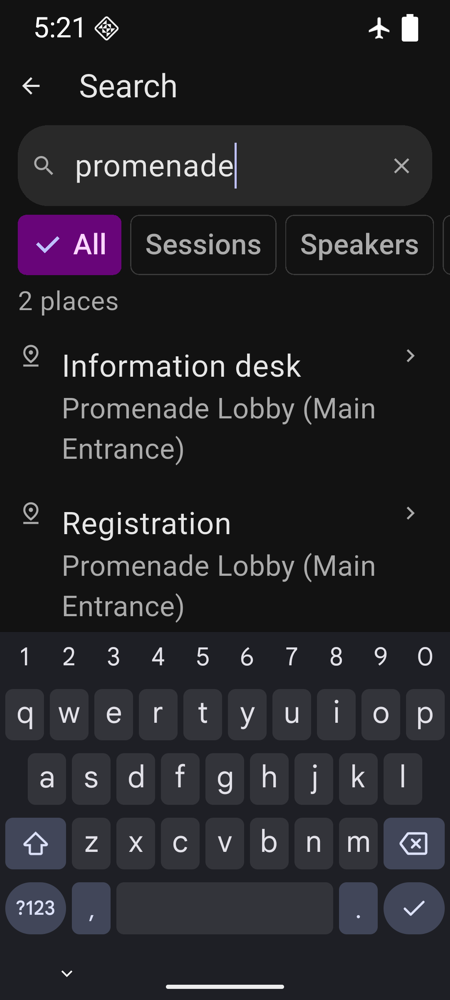 5:21
Search
promenade
All
Sessions
Speakers
2 places
Information desk
Promenade Lobby (Main
Entrance)
Registration
Promenade Lobby (Main
Entrance)
1 2 3 4 5 6 7 8 9 0
q w e r t y u i o p
a s d f g h j k l
z x c v b n m
?123 , .